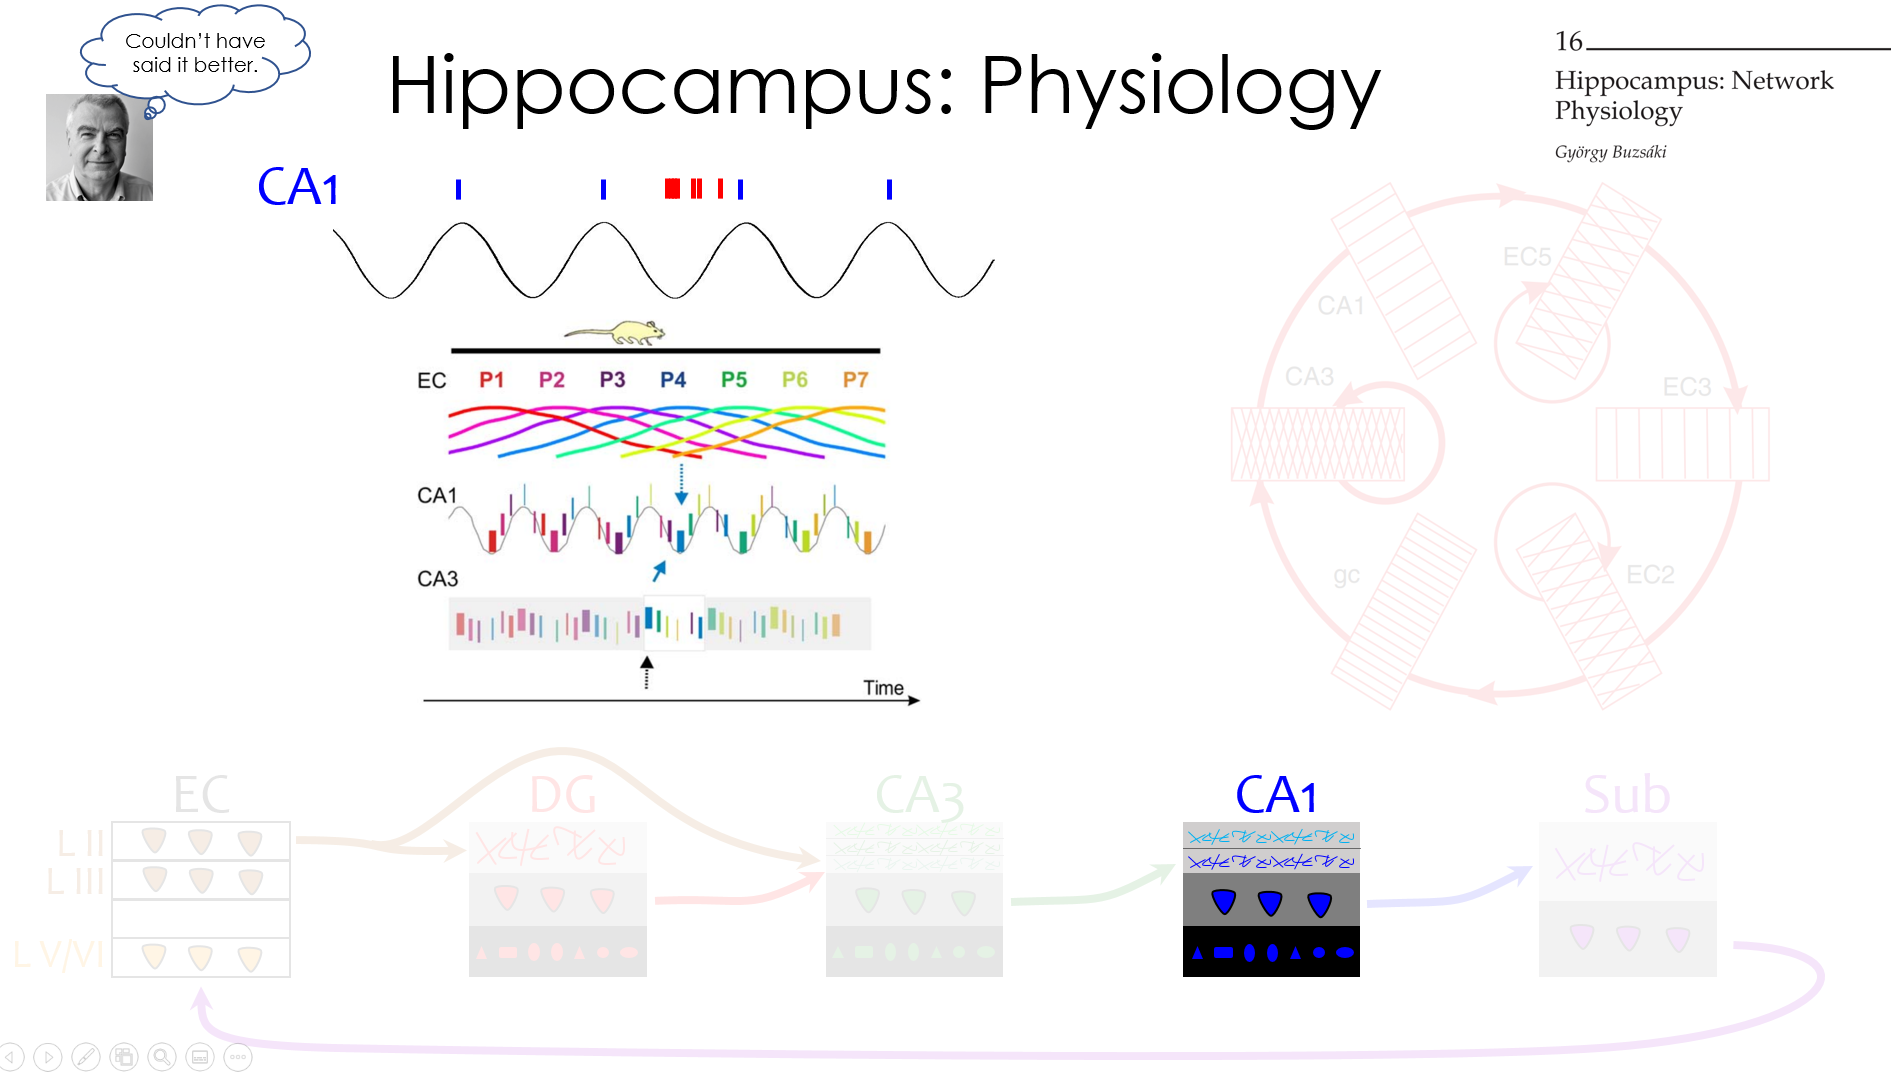 Couldn't have
said it better.
Hippocampus: Physiology
16
Hippocampus: Network
Physiology
György Buzsáki
CA1
EC P1 P2 P3 P4 P5 P6 P7
CA1
CA3
Time
EC5
CA1
CA3
EC3
gc
EC2
EC
DG
CA3
CA1
Sub
L II
L III
L V/VI